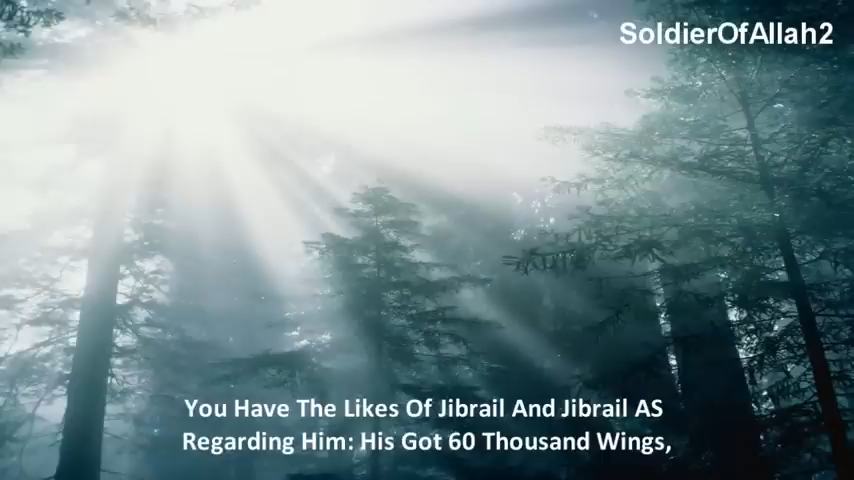 SoldierOfAllah2
You Have The Likes Of Jibrail And Jibrail AS
Regarding Him: His Got 60 Thousand Wings,